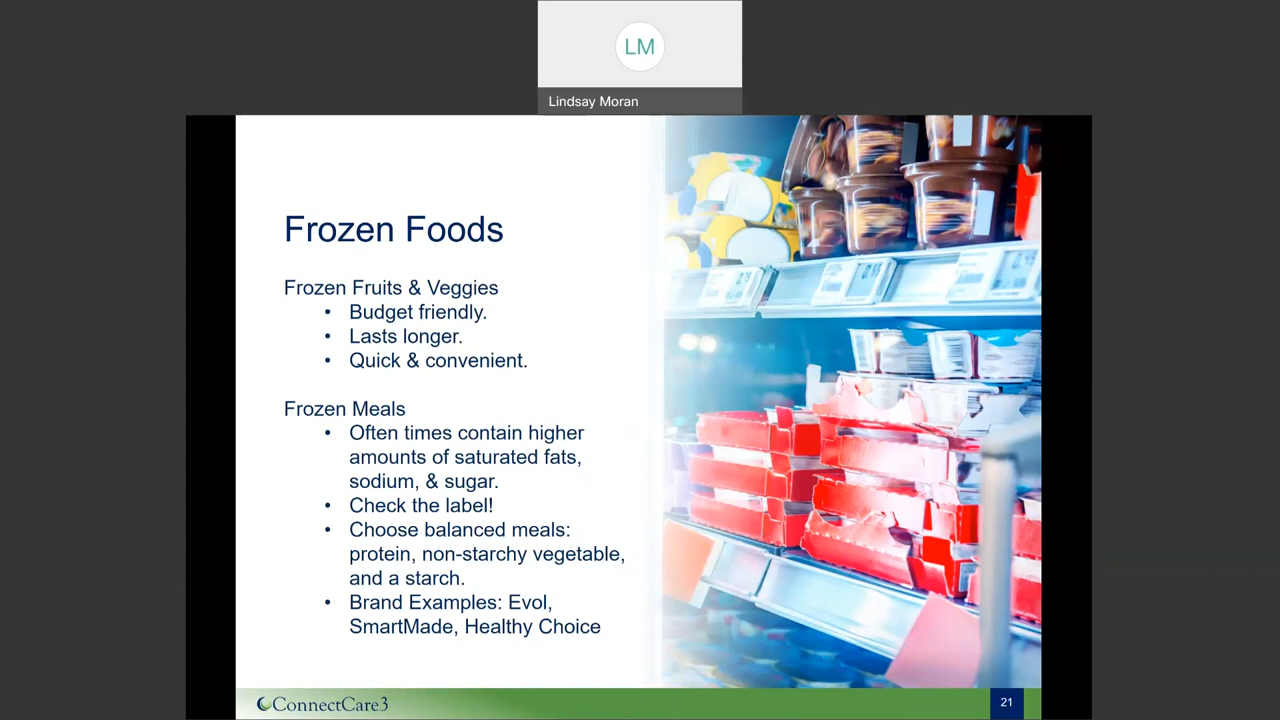 LM
Lindsay Moran
Frozen Foods
Frozen Fruits & Veggies
• Budget friendly.
• Lasts longer.
• Quick & convenient.
Frozen Meals
• Often times contain higher
amounts of saturated fats,
sodium, & sugar.
• Check the label!
• Choose balanced meals:
protein, non-starchy vegetable,
and a starch.
• Brand Examples: Evol,
SmartMade, Healthy Choice
ConnectCare3
21